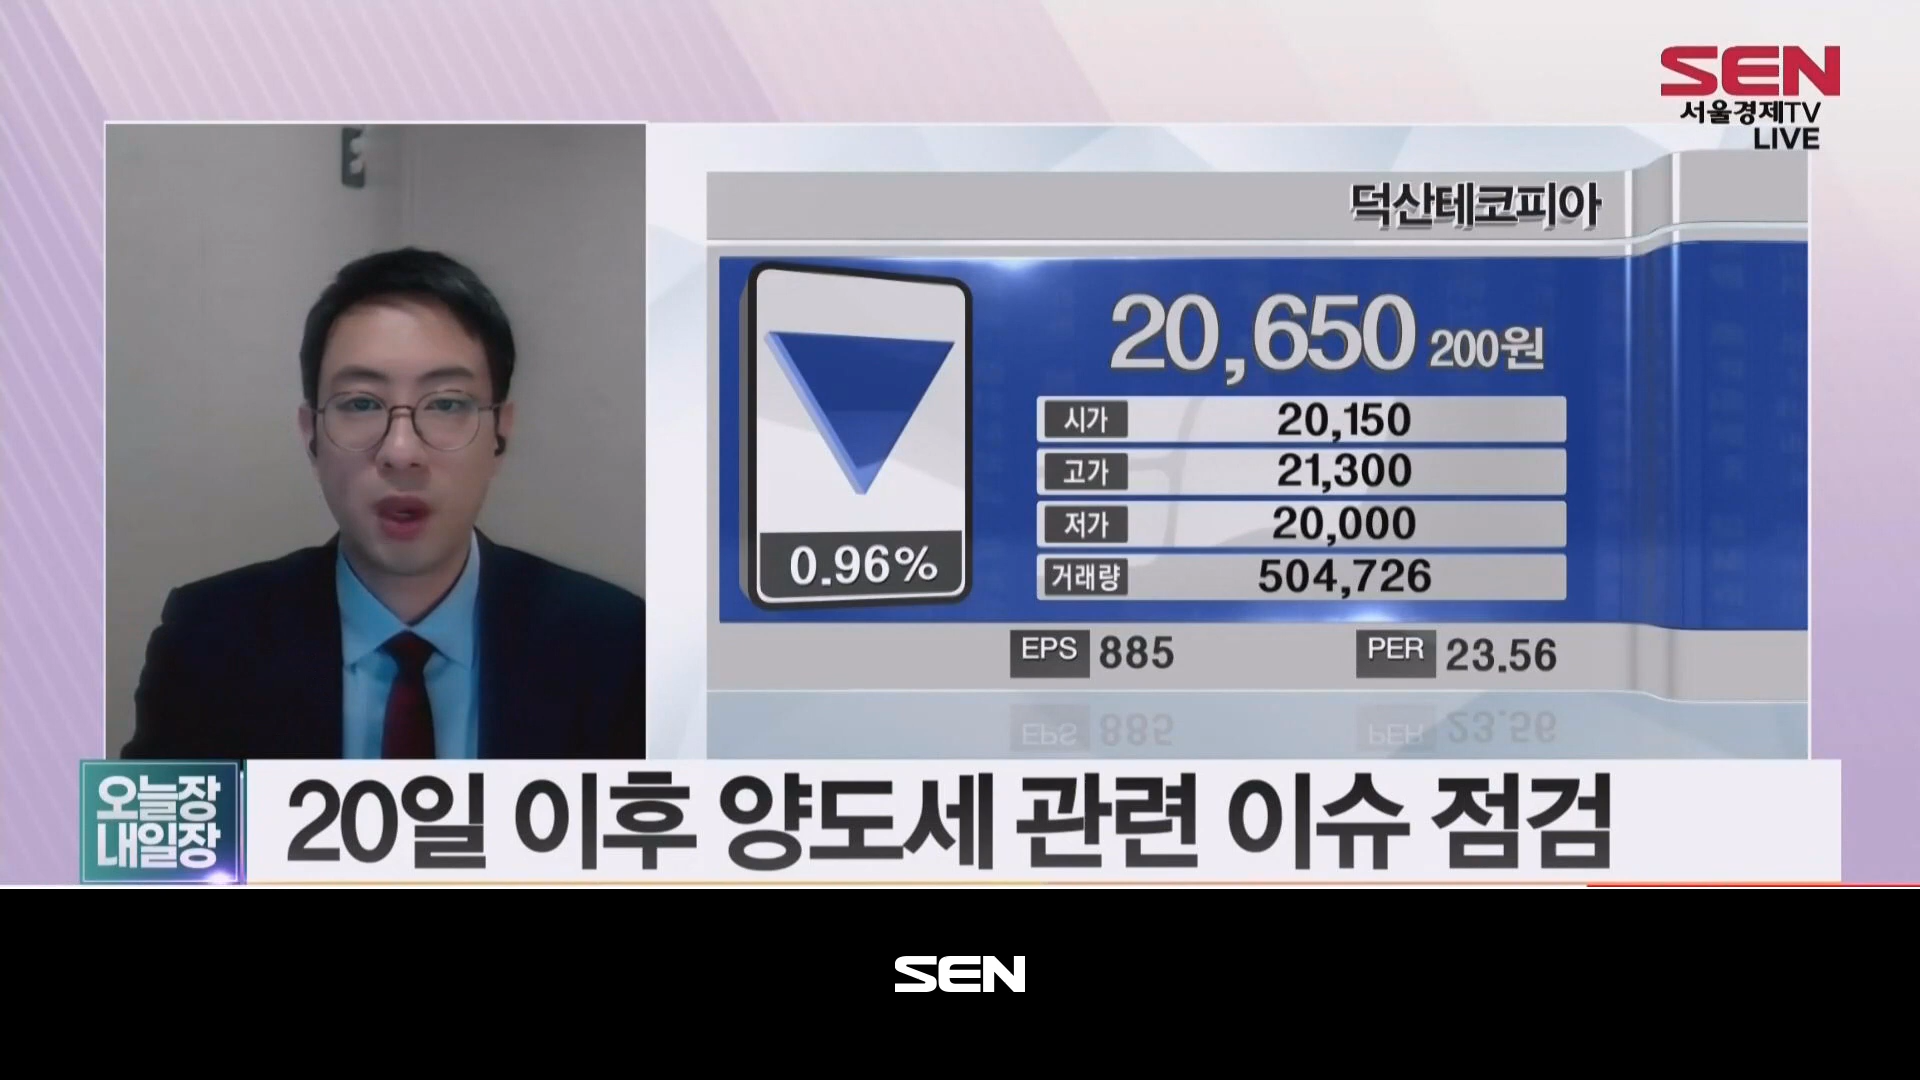 SEN
서울경제TV
LIVE
덕산테코피아
20,650 200원
0.96%
시가 20,150
고가 21,300
저가 20,000
거래량 504,726
EPS 885 PER 23.56
오늘장
내일장
20일 이후 양도세 관련 이슈 점검
SEN